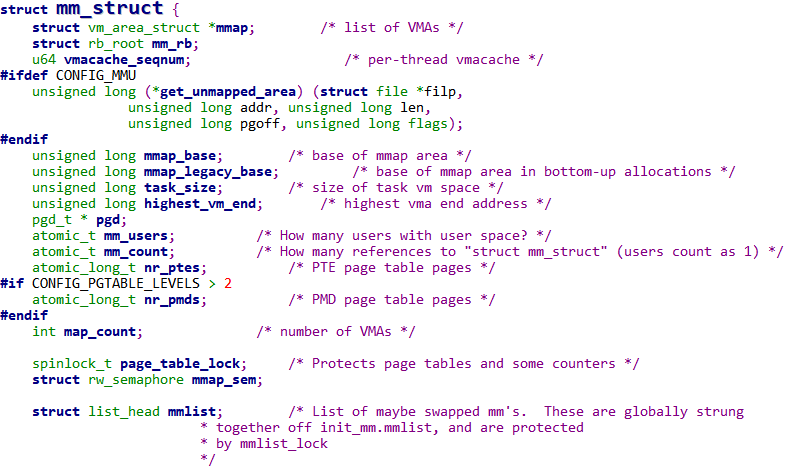 struct mm_struct {
    struct vm_area_struct *mmap;            /* list of VMAs */
    struct rb_root mm_rb;
    u64 vmacache_seqnum;                   /* per-thread vmacache */
#ifdef CONFIG_MMU
    unsigned long (*get_unmapped_area) (struct file *filp,
                unsigned long addr, unsigned long len,
                unsigned long pgoff, unsigned long flags);
#endif
    unsigned long mmap_base;        /* base of mmap area */
    unsigned long mmap_legacy_base;         /* base of mmap area in bottom-up allocations */
    unsigned long task_size;        /* size of task vm space */
    unsigned long highest_vm_end;       /* highest vma end address */
    pgd_t * pgd;
    atomic_t mm_users;          /* How many users with user space? */
    atomic_t mm_count;          /* How many references to "struct mm_struct" (users count as 1) */
    atomic_long_t nr_ptes;          /* PTE page table pages */
#if CONFIG_PGTABLE_LEVELS > 2
    atomic_long_t nr_pmds;          /* PMD page table pages */
#endif
    int map_count;              /* number of VMAs */

    spinlock_t page_table_lock;     /* Protects page tables and some counters */
    struct rw_semaphore mmap_sem;

    struct list_head mmlist;        /* List of maybe swapped mm's.  These are globally strung
                         * together off init_mm.mmlist, and are protected
                         * by mmlist_lock
                         */